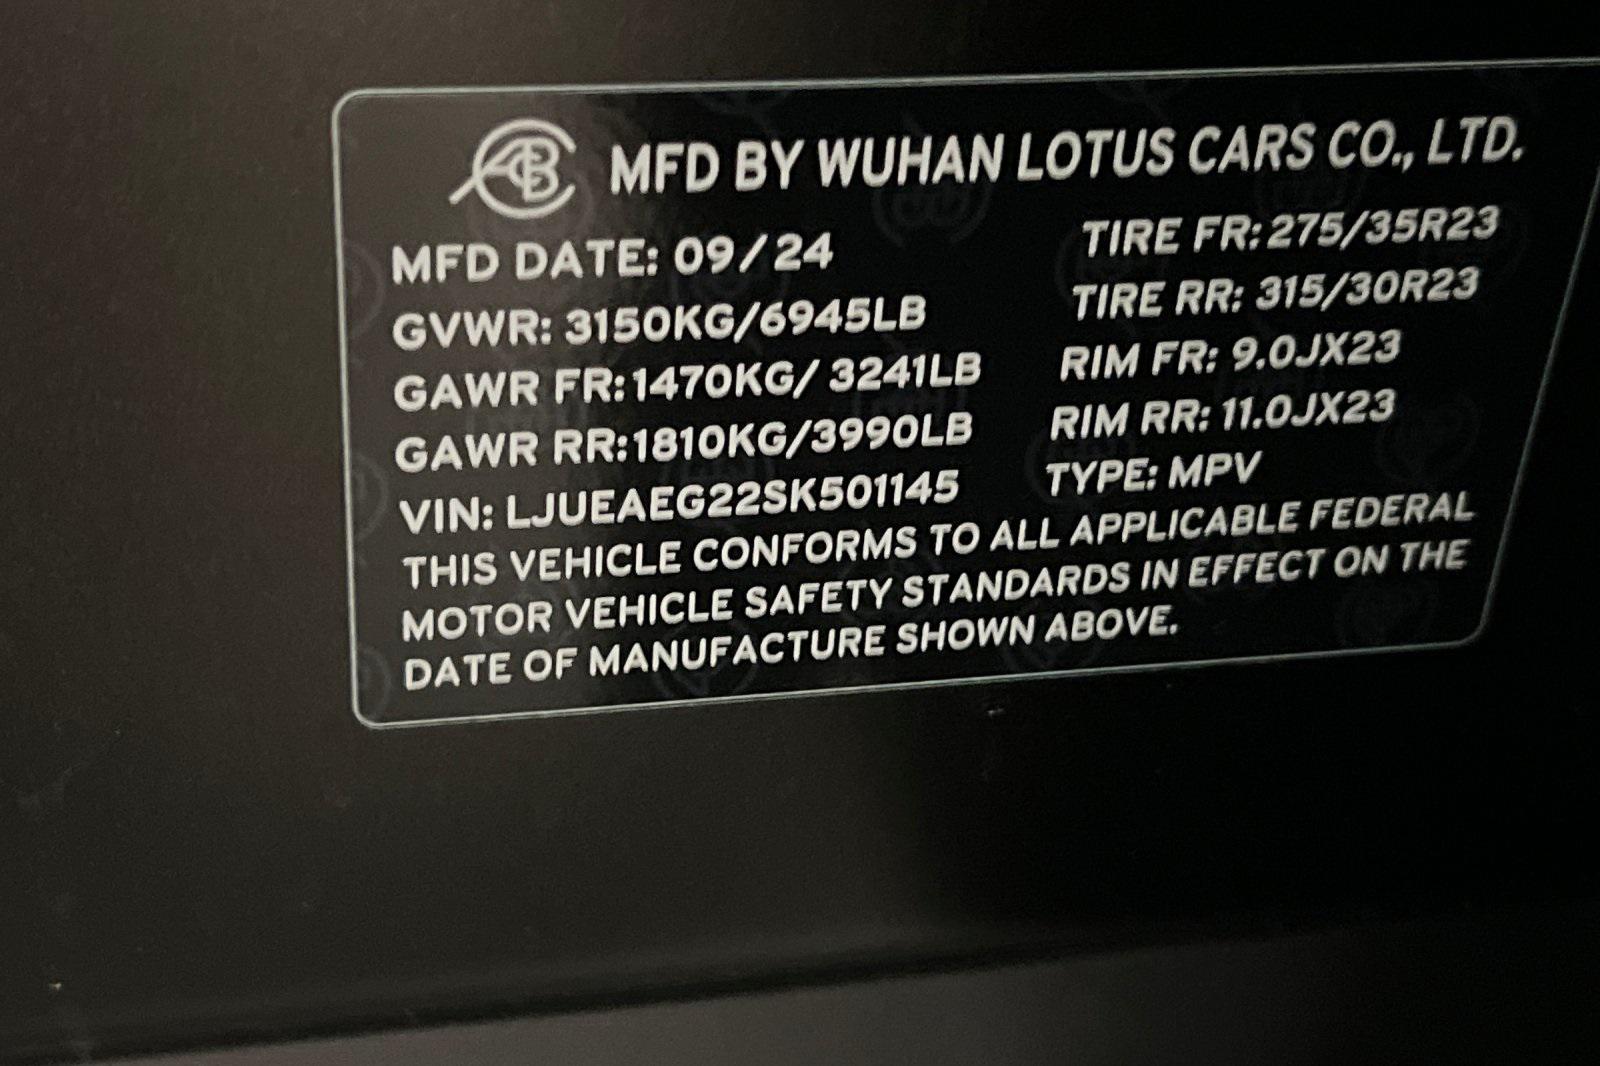 ACBC MFD BY WUHAN LOTUS CARS CO., LTD.
MFD DATE: 09/24
TIRE FR: 275/35R23
GVWR: 3150KG/6945LB
TIRE RR: 315/30R23
GAWR FR:1470KG/ 3241LB
RIM FR: 9.0JX23
GAWR RR:1810KG/3990LB
RIM RR: 11.0JX23
VIN: LJUEAEG22SK501145
TYPE: MPV
THIS VEHICLE CONFORMS TO ALL APPLICABLE FEDERAL
MOTOR VEHICLE SAFETY STANDARDS IN EFFECT ON THE
DATE OF MANUFACTURE SHOWN ABOVE.